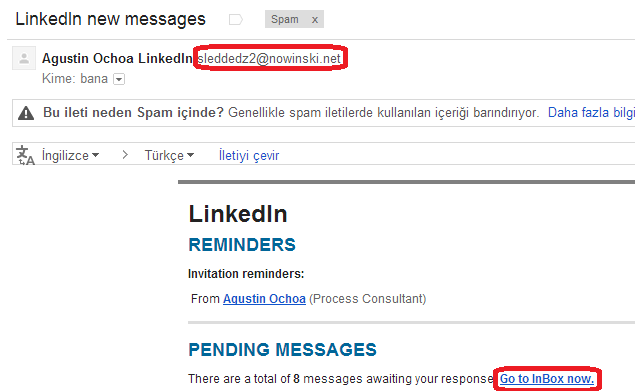 LinkedIn new messages Spam x
Agustin Ochoa LinkedIn sleddedz2@nowinski.net
Kime: bana
Bu ileti neden Spam içinde? Genellikle spam iletilerde kullanılan içeriği barındırıyor. Daha fazla bilgi
İngilizce > Türkçe İletiyi çevir
LinkedIn
REMINDERS
Invitation reminders:
From Agustin Ochoa (Process Consultant)
PENDING MESSAGES
There are a total of 8 messages awaiting your response. Go to InBox now.